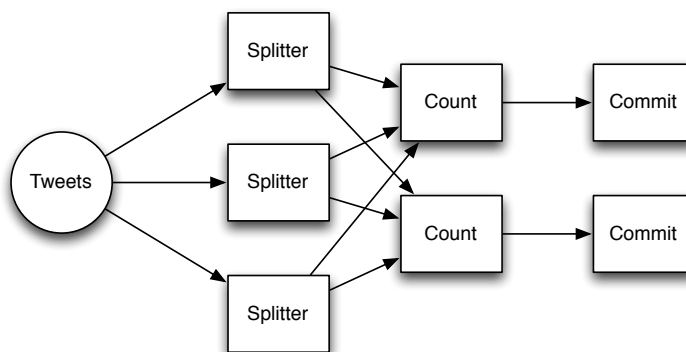 Tweets
Splitter
Splitter
Splitter
Count
Count
Commit
Commit